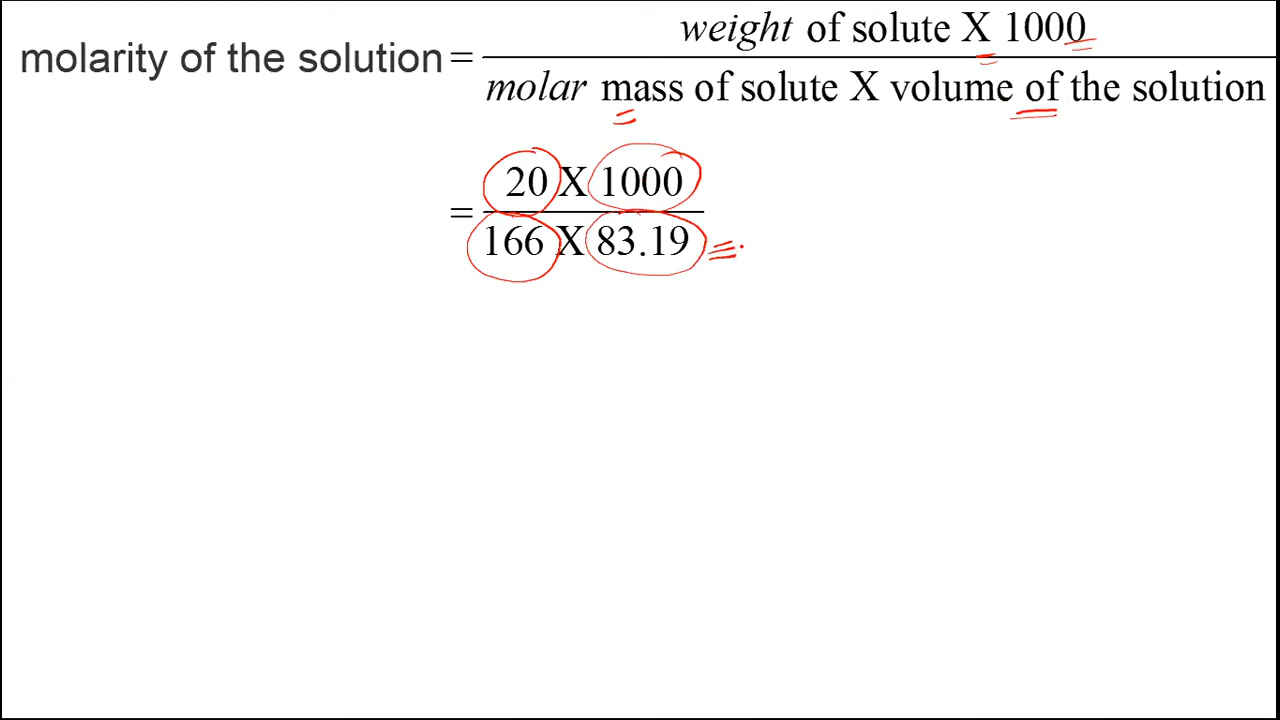 weight of solute X 1000
molarity of the solution =
molar mass of solute X volume of the solution
20 X 1000
=
166 X 83.19